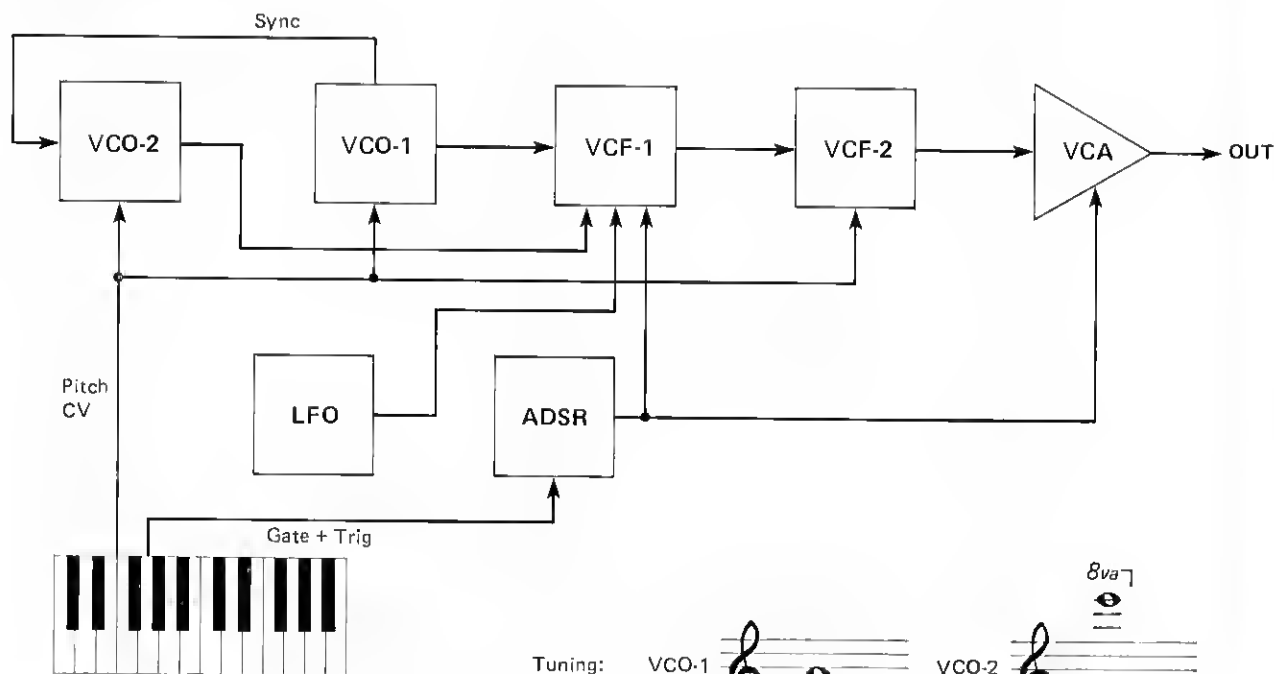 Sync
VCO-2
VCO-1
VCF-1
VCF-2
VCA
OUT
Pitch
CV
LFO
ADSR
Gate + Trig
8va
Tuning:
VCO-1
VCO-2